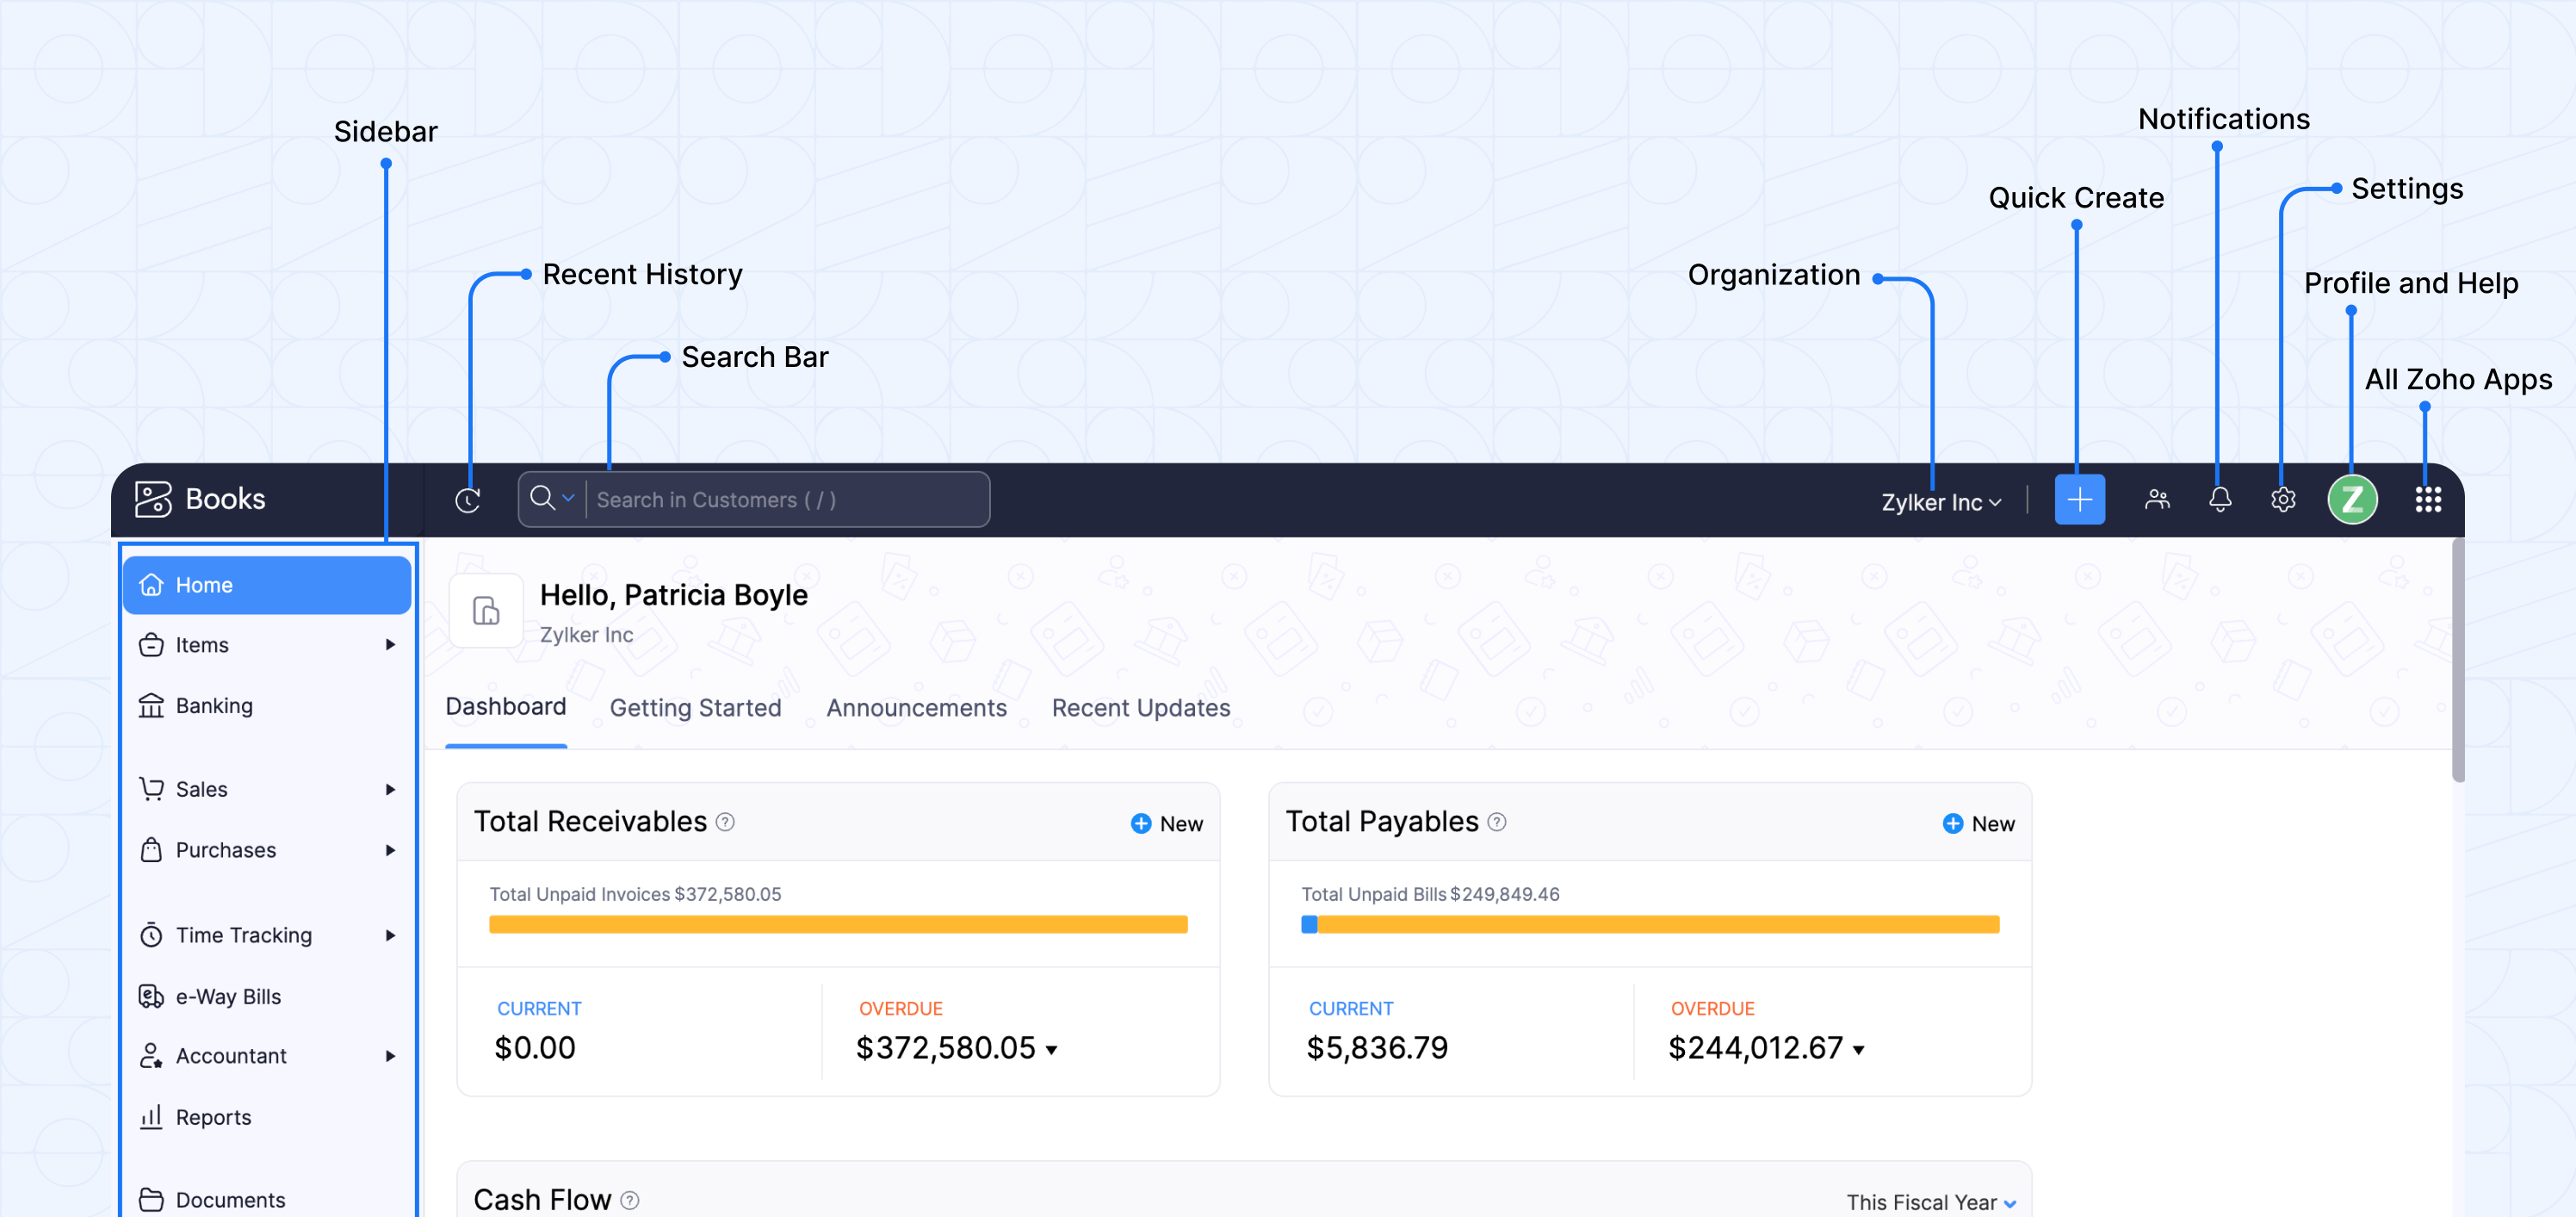 Sidebar
Notifications
Settings
Quick Create
Recent History
Organization
Profile and Help
Search Bar
All Zoho Apps
Books
Search in Customers ( / )
Zylker Inc
Z
Home
Items
Banking
Sales
Purchases
Time Tracking
e-Way Bills
Accountant
Reports
Documents
Hello, Patricia Boyle
Zylker Inc
Dashboard
Getting Started
Announcements
Recent Updates
Total Receivables ?
New
Total Unpaid Invoices $372,580.05
CURRENT
$0.00
OVERDUE
$372,580.05
Total Payables ?
New
Total Unpaid Bills $249,849.46
CURRENT
$5,836.79
OVERDUE
$244,012.67
Cash Flow ?
This Fiscal Year